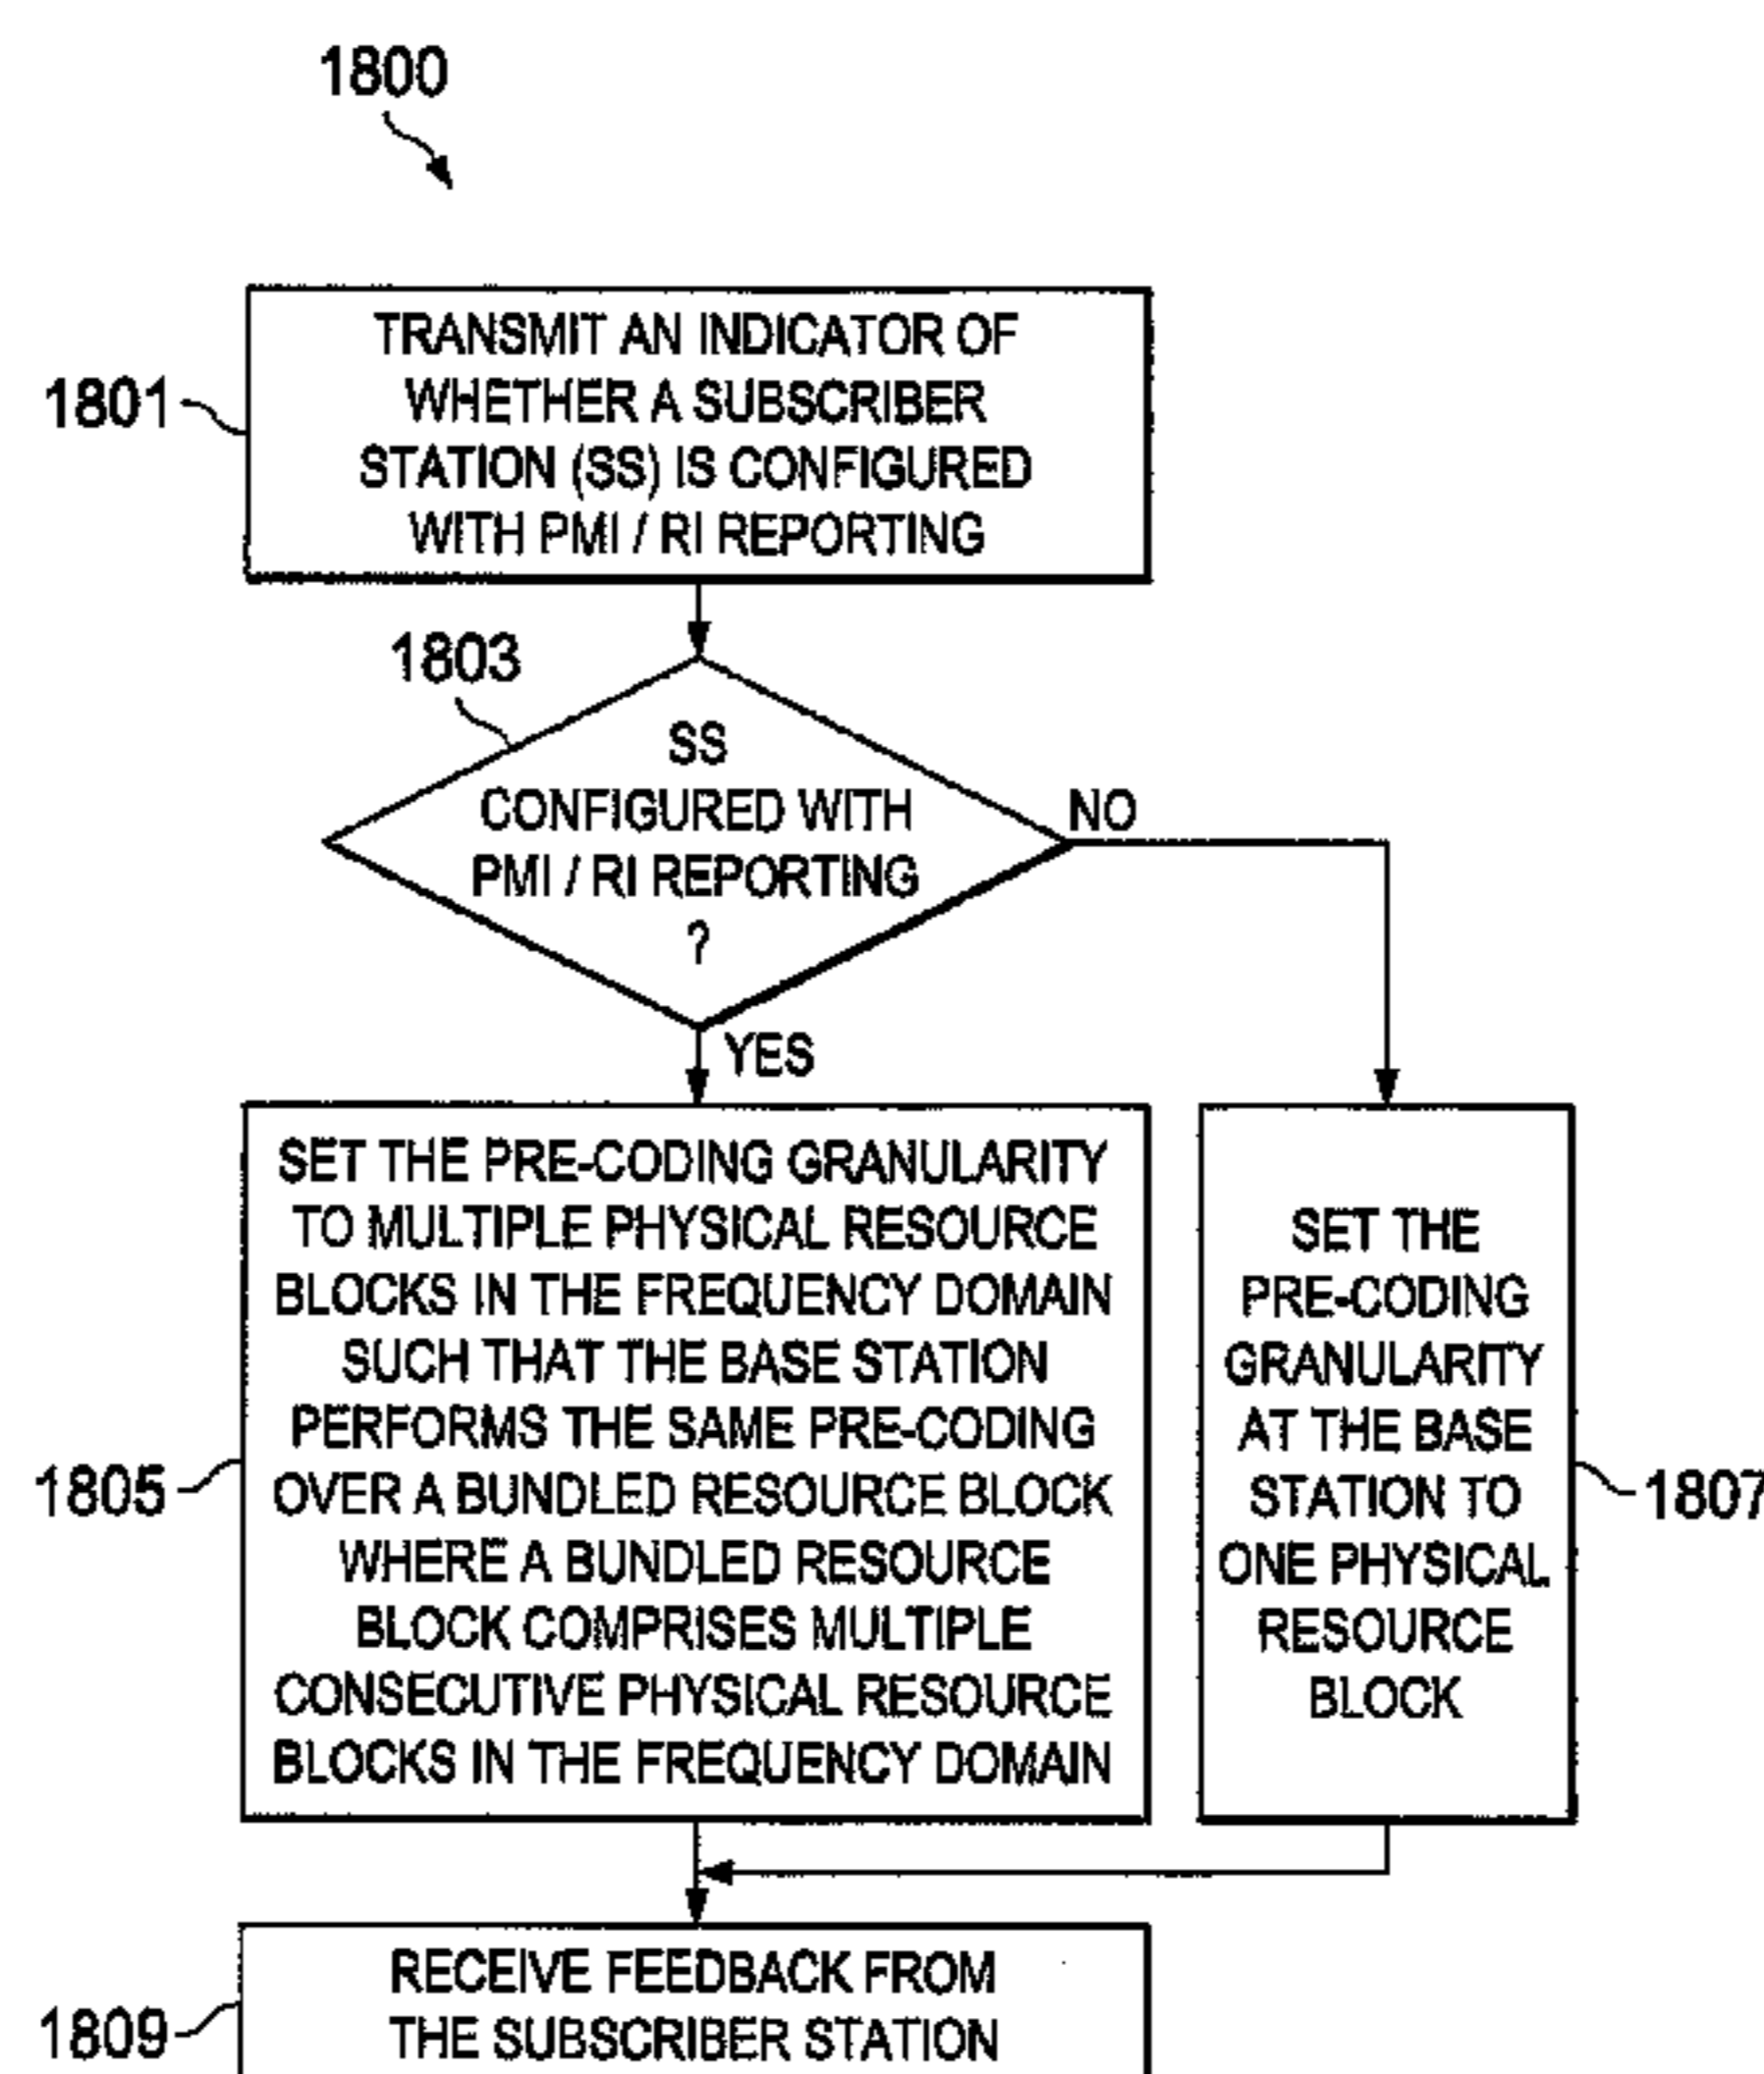 1800
1801
TRANSMIT AN INDICATOR OF
WHETHER A SUBSCRIBER
STATION (SS) IS CONFIGURED
WITH PMI / RI REPORTING
1803
SS
CONFIGURED WITH
PMI / RI REPORTING
?
NO
YES
1805
SET THE PRE-CODING GRANULARITY
TO MULTIPLE PHYSICAL RESOURCE
BLOCKS IN THE FREQUENCY DOMAIN
SUCH THAT THE BASE STATION
PERFORMS THE SAME PRE-CODING
OVER A BUNDLED RESOURCE BLOCK
WHERE A BUNDLED RESOURCE
BLOCK COMPRISES MULTIPLE
CONSECUTIVE PHYSICAL RESOURCE
BLOCKS IN THE FREQUENCY DOMAIN
SET THE
PRE-CODING
GRANULARITY
AT THE BASE
STATION TO
ONE PHYSICAL
RESOURCE
BLOCK
1807
1809
RECEIVE FEEDBACK FROM
THE SUBSCRIBER STATION